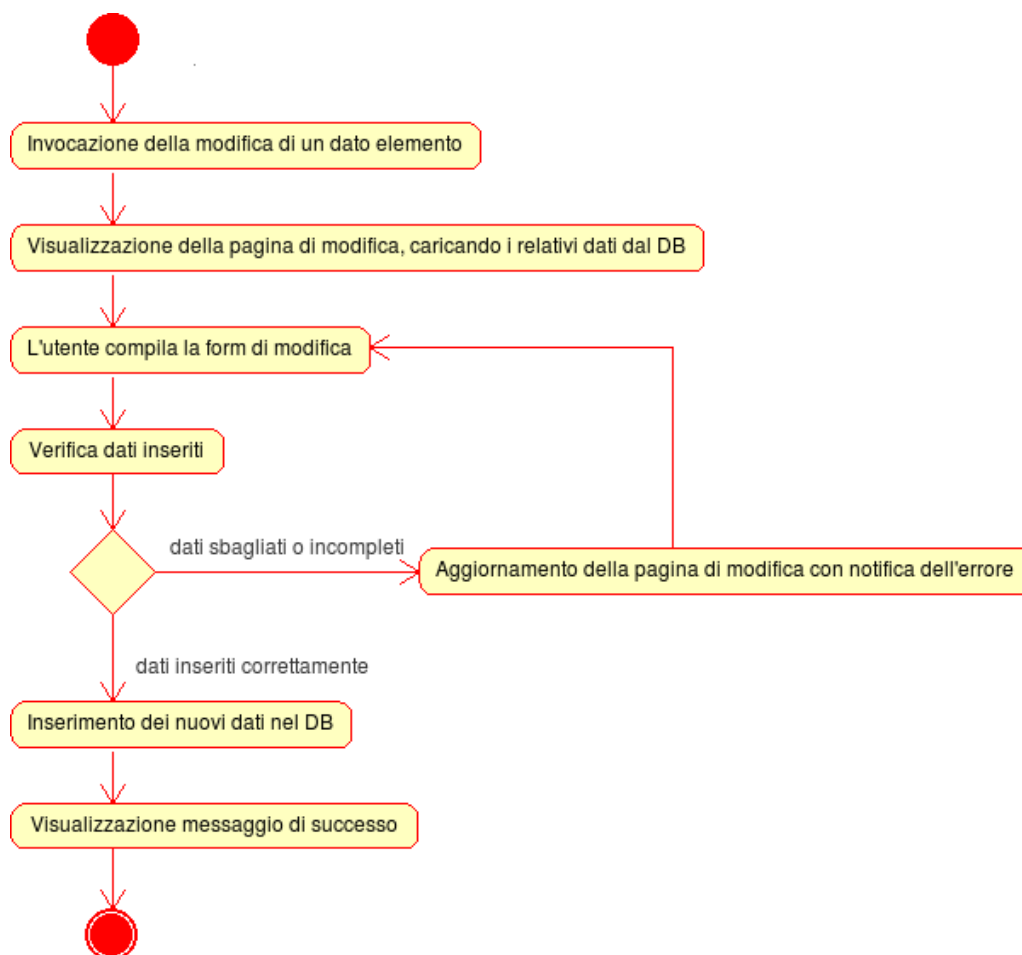 Invocazione della modifica di un dato elemento
Visualizzazione della pagina di modifica, caricando i relativi dati dal DB
L'utente compila la form di modifica
Verifica dati inseriti
dati sbagliati o incompleti
Aggiornamento della pagina di modifica con notifica dell'errore
dati inseriti correttamente
Inserimento dei nuovi dati nel DB
Visualizzazione messaggio di successo